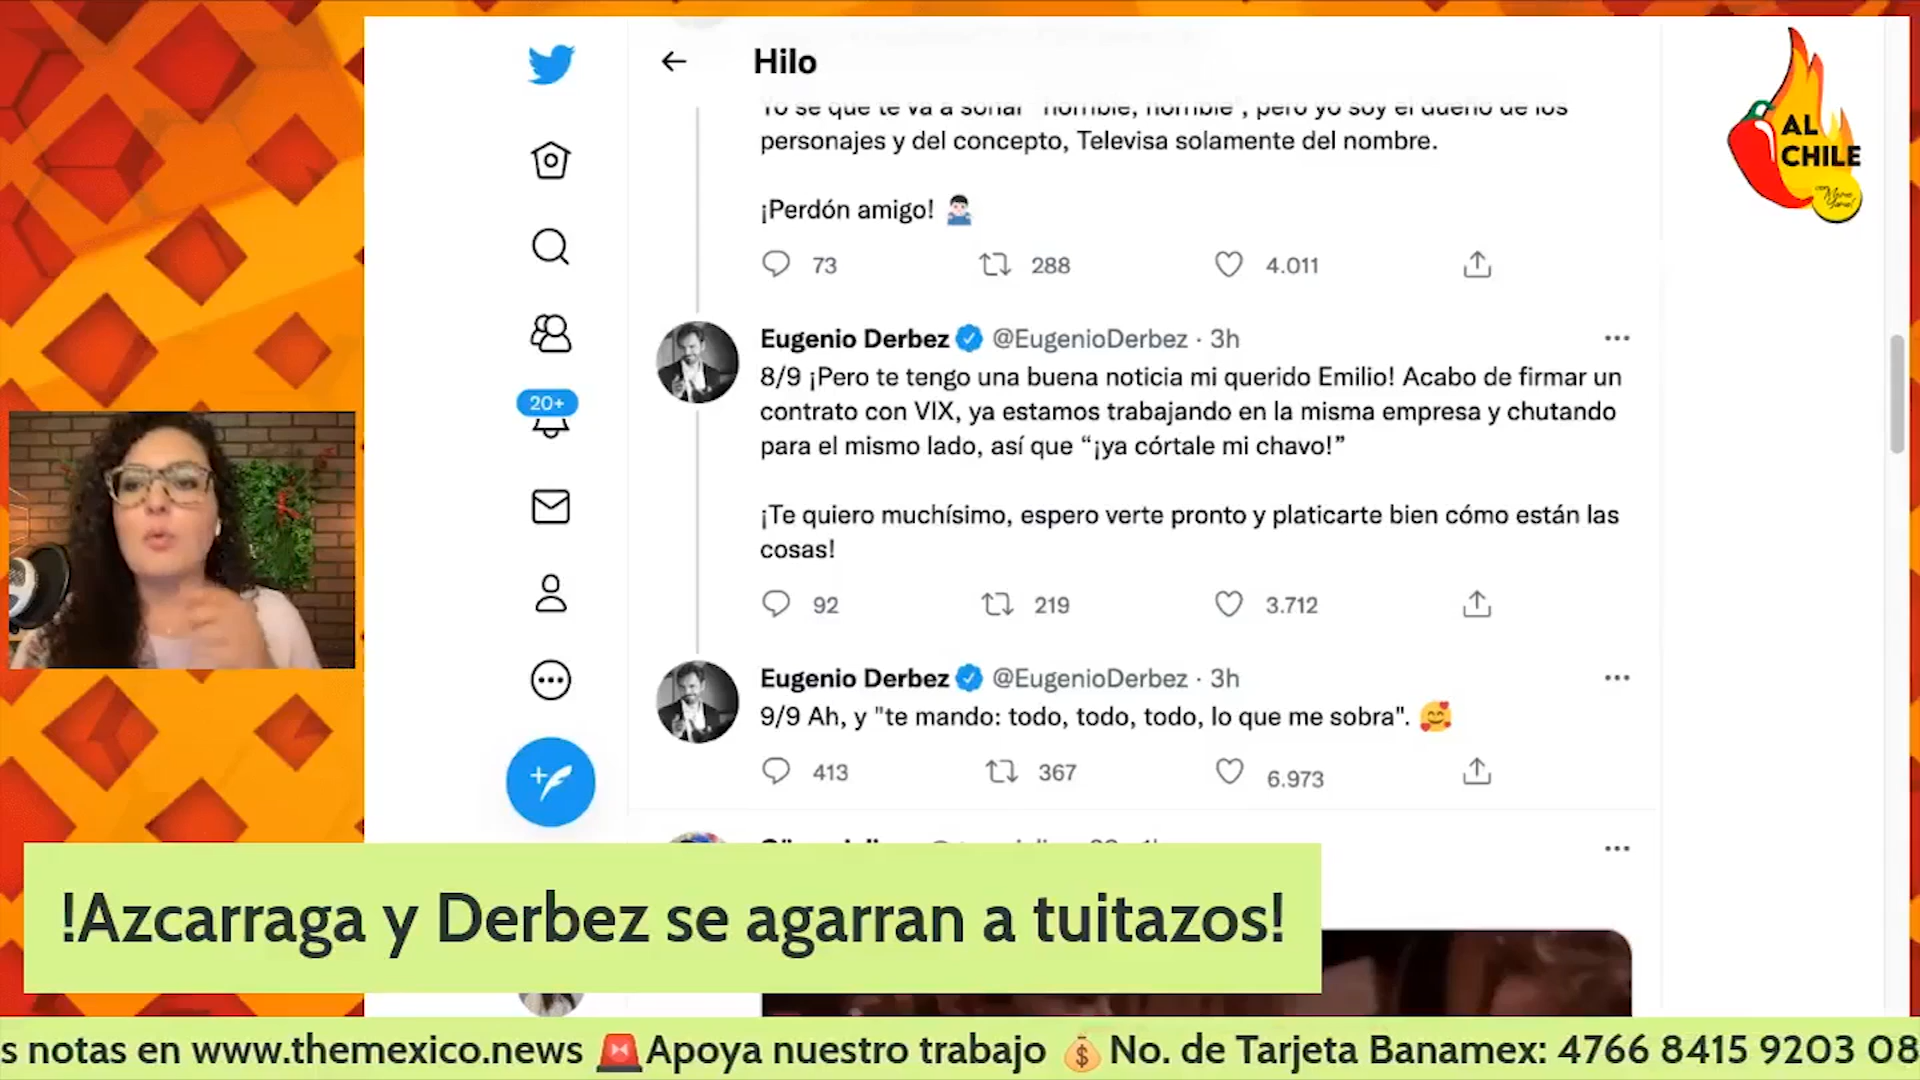 Hilo
Yo sé que te va a sonar "horrible, horrible", pero yo soy el dueño de los
personajes y del concepto, Televisa solamente del nombre.
¡Perdón amigo! 🤷🏻‍♂️
73 288 4.011
Eugenio Derbez @EugenioDerbez · 3h
8/9 ¡Pero te tengo una buena noticia mi querido Emilio! Acabo de firmar un
contrato con VIX, ya estamos trabajando en la misma empresa y chutando
para el mismo lado, así que “¡ya córtale mi chavo!”
¡Te quiero muchísimo, espero verte pronto y platicarte bien cómo están las
cosas!
92 219 3.712
Eugenio Derbez @EugenioDerbez · 3h
9/9 Ah, y "te mando: todo, todo, todo, lo que me sobra". 🥰
413 367 6.973
20+
AL
CHILE
!Azcarraga y Derbez se agarran a tuitazos!
s notas en www.themexico.news 🚨Apoya nuestro trabajo 💰No. de Tarjeta Banamex: 4766 8415 9203 08